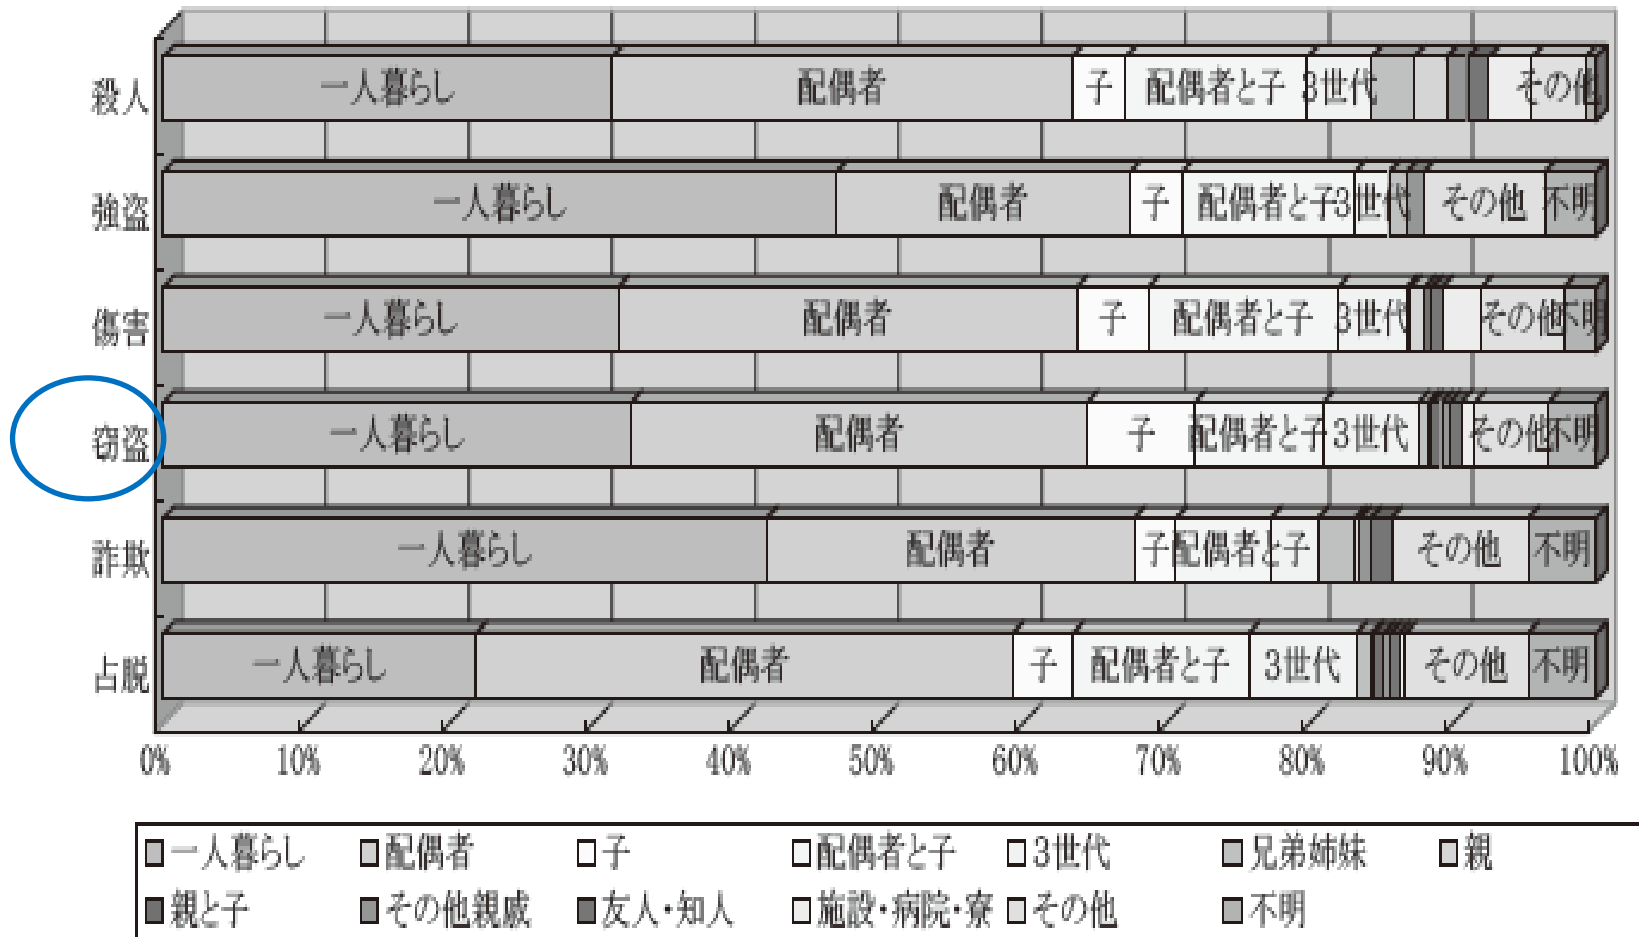 殺人 一人暮らし 配偶者 子 配偶者と子 3世代 その他
強盗 一人暮らし 配偶者 子 配偶者と子 3世代 その他 不明
傷害 一人暮らし 配偶者 子 配偶者と子 3世代 その他 不明
窃盗 一人暮らし 配偶者 子 配偶者と子 3世代 その他 不明
詐欺 一人暮らし 配偶者 子 配偶者と子 その他 不明
占脱 一人暮らし 配偶者 子 配偶者と子 3世代 その他 不明
0% 10% 20% 30% 40% 50% 60% 70% 80% 90% 100%
一人暮らし 配偶者 子 配偶者と子 3世代 兄弟姉妹 親
親と子 その他親戚 友人・知人 施設・病院・寮 その他 不明